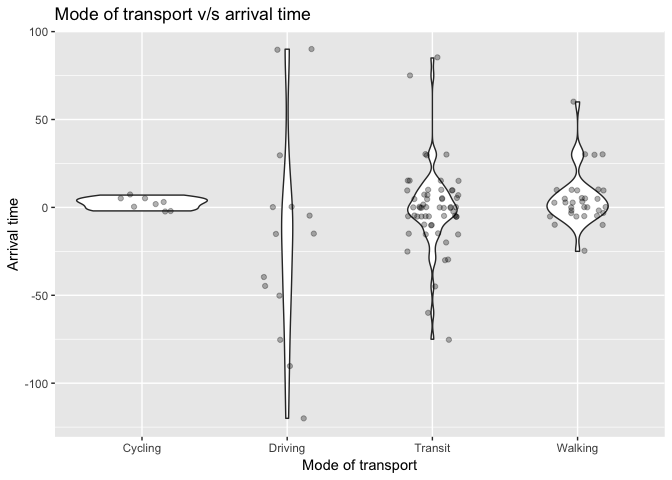 Mode of transport v/s arrival time
100
50
0
-50
-100
Arrival time
Cycling
Driving
Transit
Walking
Mode of transport